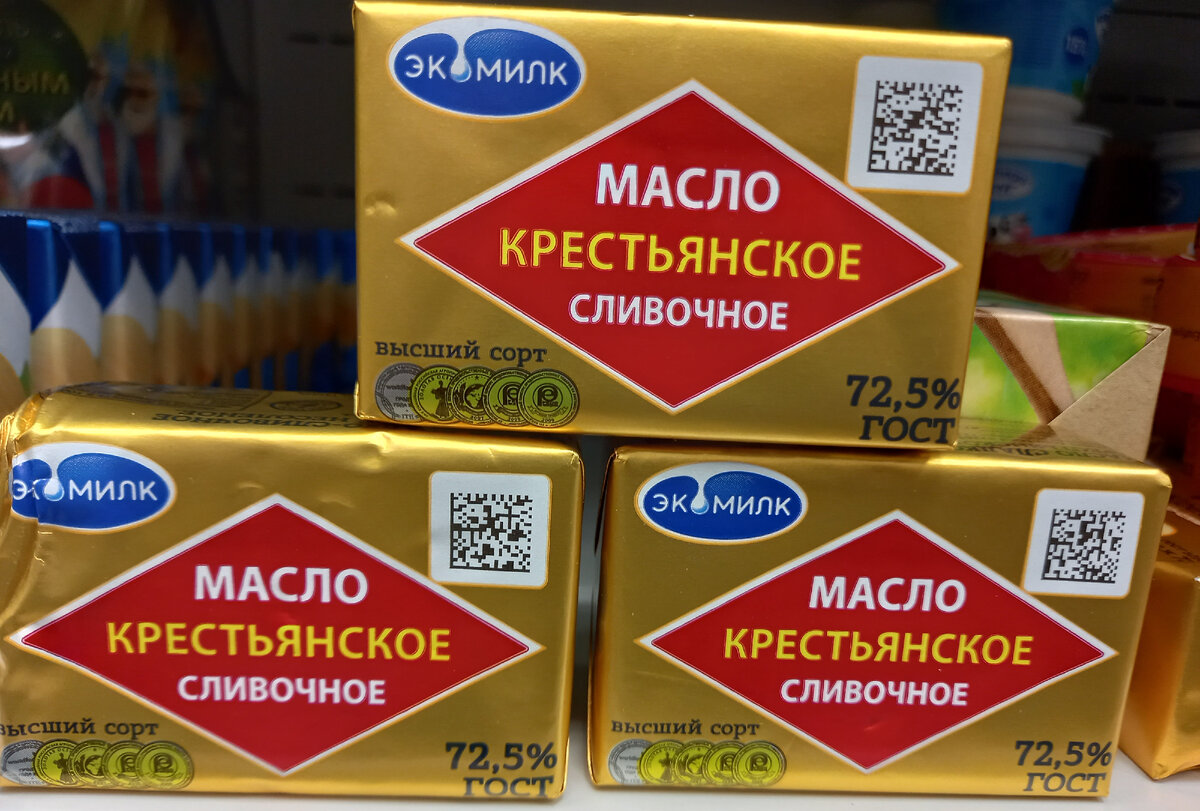 ЭКОМИЛК
МАСЛО
КРЕСТЬЯНСКОЕ
СЛИВОЧНОЕ
ВЫСШИЙ СОРТ
72,5%
ГОСТ
СЛИВОЧНОЕ
ЭКОМИЛК
МАСЛО
КРЕСТЬЯНСКОЕ
СЛИВОЧНОЕ
ВЫСШИЙ СОРТ
72,5%
ГОСТ
ЭКОМИЛК
МАСЛО
КРЕСТЬЯНСКОЕ
СЛИВОЧНОЕ
ВЫСШИЙ СОРТ
72,5%
ГОСТ